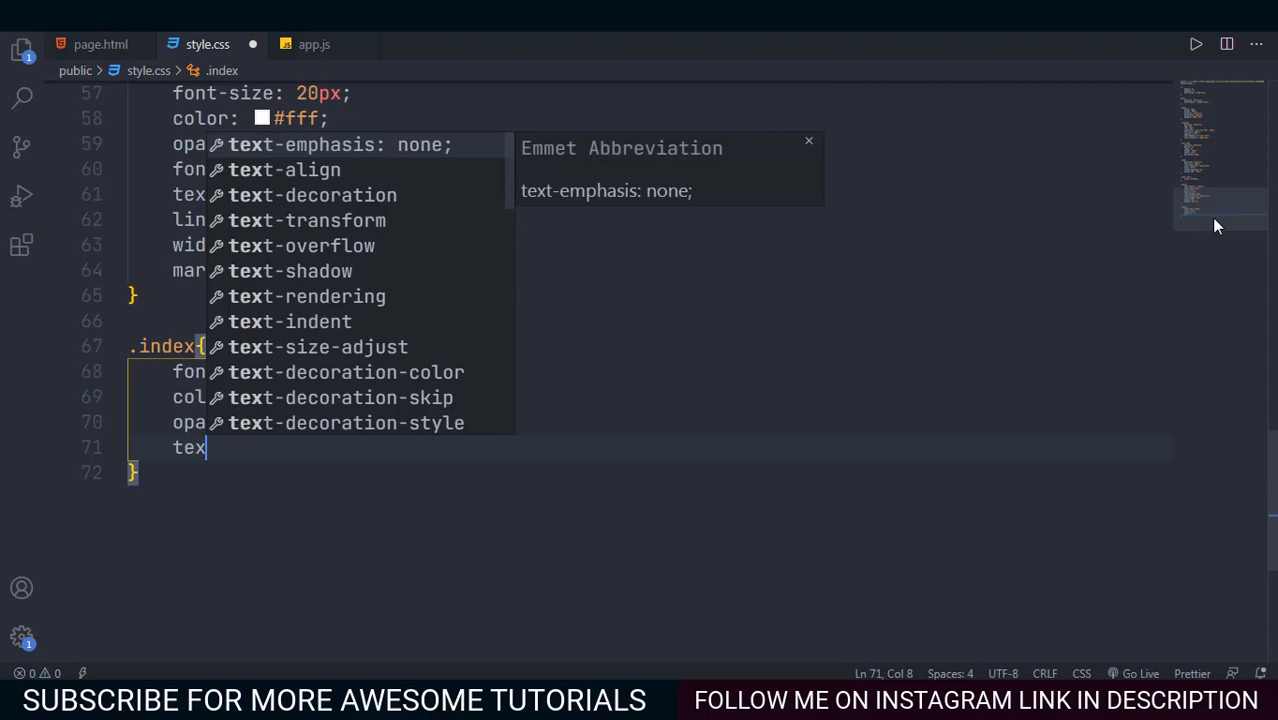 page.html style.css app.js
public > style.css > .index
57 font-size: 20px;
58 color: #fff;
59 opa
60 fon
61 tex
62 lin
63 wid
64 mar
65 }
66
67 .index{
68 fon
69 col
70 opa
71 tex
72 }
text-emphasis: none;
text-align
text-decoration
text-transform
text-overflow
text-shadow
text-rendering
text-indent
text-size-adjust
text-decoration-color
text-decoration-skip
text-decoration-style
Emmet Abbreviation
text-emphasis: none;
1
1
0 0 Ln 71, Col 8 Spaces: 4 UTF-8 CRLF CSS Go Live Prettier
SUBSCRIBE FOR MORE AWESOME TUTORIALS FOLLOW ME ON INSTAGRAM LINK IN DESCRIPTION